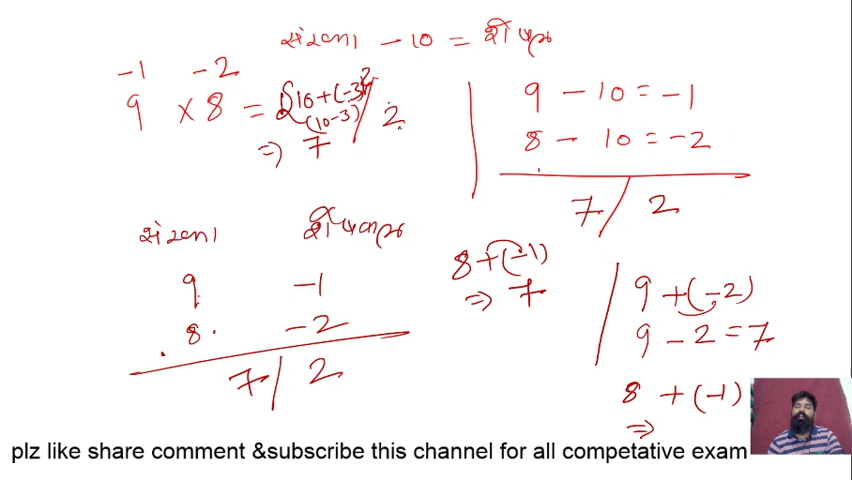 સંખ્યા - 10 =
-1 -2
9 × 8 = 10 + (-3) / 2
(10-3)
⇒ 7
9 - 10 = -1
8 - 10 = -2
7 / 2
સંખ્યા
9 -1
8 -2
7 / 2
8 + (-1)
⇒ 7
9 + (-2)
9 - 2 = 7
8 + (-1)
⇒
plz like share comment &subscribe this channel for all competative exam